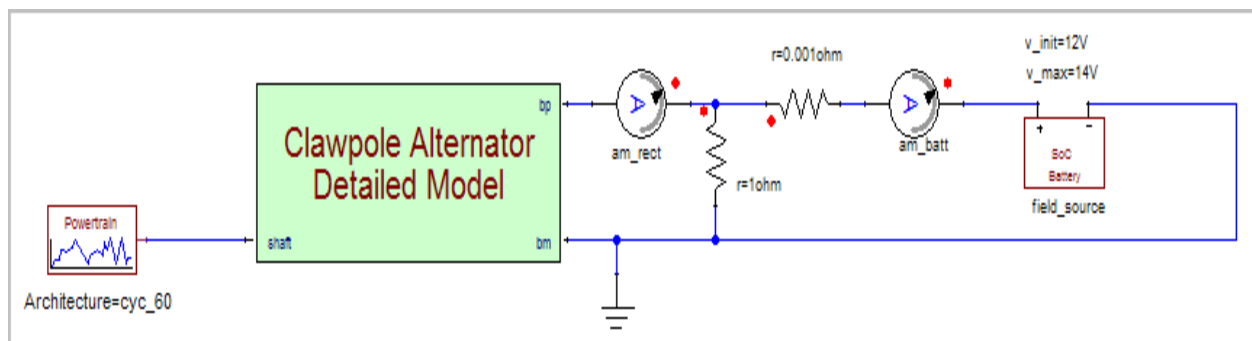 v_init=12V
r=0.001ohm
v_max=14V
bp
A
A
Clawpole Alternator
Detailed Model
am_rect
am_batt
+ -
SoC
Battery
r=1ohm
field_source
Powertrain
shaft
bm
Architecture=cyc_60